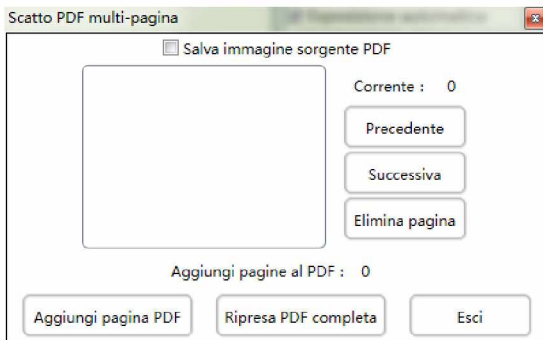 Scatto PDF multi-pagina
Salva immagine sorgente PDF
Corrente : 0
Precedente
Successiva
Elimina pagina
Aggiungi pagine al PDF : 0
Aggiungi pagina PDF
Ripresa PDF completa
Esci